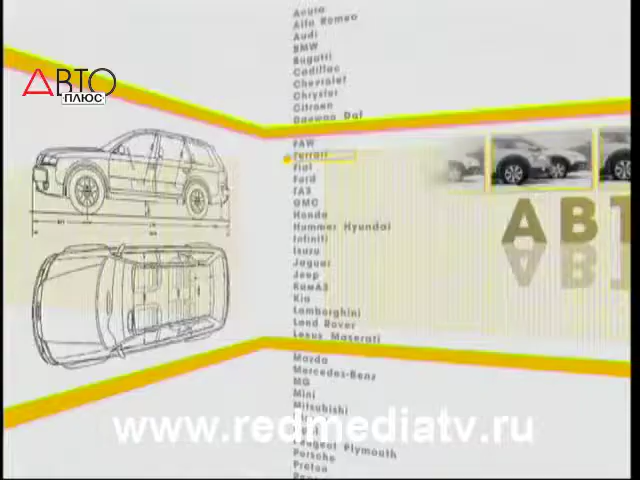 Acura
Alfa Romeo
Audi
BMW
Bugatti
Cadillac
Chevrolet
Chrysler
Citroen
Daewoo Daf
АВТО
ПЛЮС
FAW
Ferrari
Fiat
Ford
ГАЗ
GMC
Honda
Hummer Hyundai
Infiniti
Isuzu
Jaguar
Jeep
КамАЗ
Kia
Lamborghini
Land Rover
Lexus Maserati
АВТ
Mazda
Mercedes-Benz
MG
Mini
Mitsubishi
www.redmediatv.ru
Peugeot Plymouth
Porsche
Proton